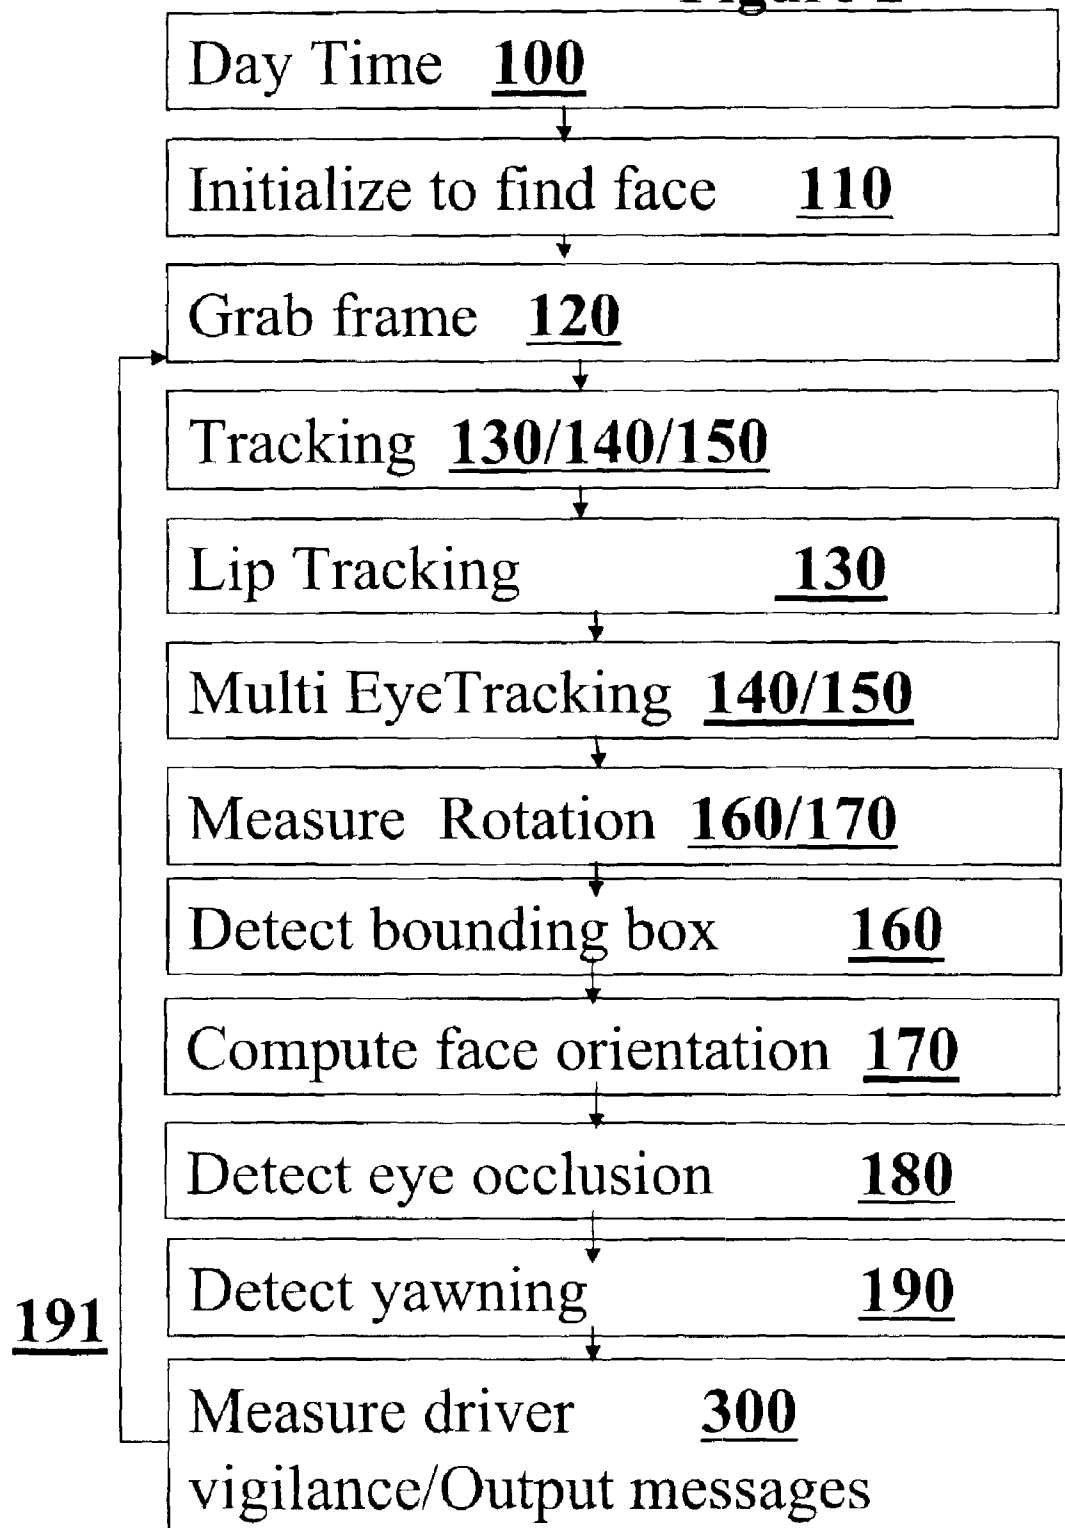 Figure 2
Day Time 100
Initialize to find face 110
Grab frame 120
Tracking 130/140/150
Lip Tracking 130
Multi EyeTracking 140/150
Measure Rotation 160/170
Detect bounding box 160
Compute face orientation 170
Detect eye occlusion 180
Detect yawning 190
191
Measure driver 300
vigilance/Output messages